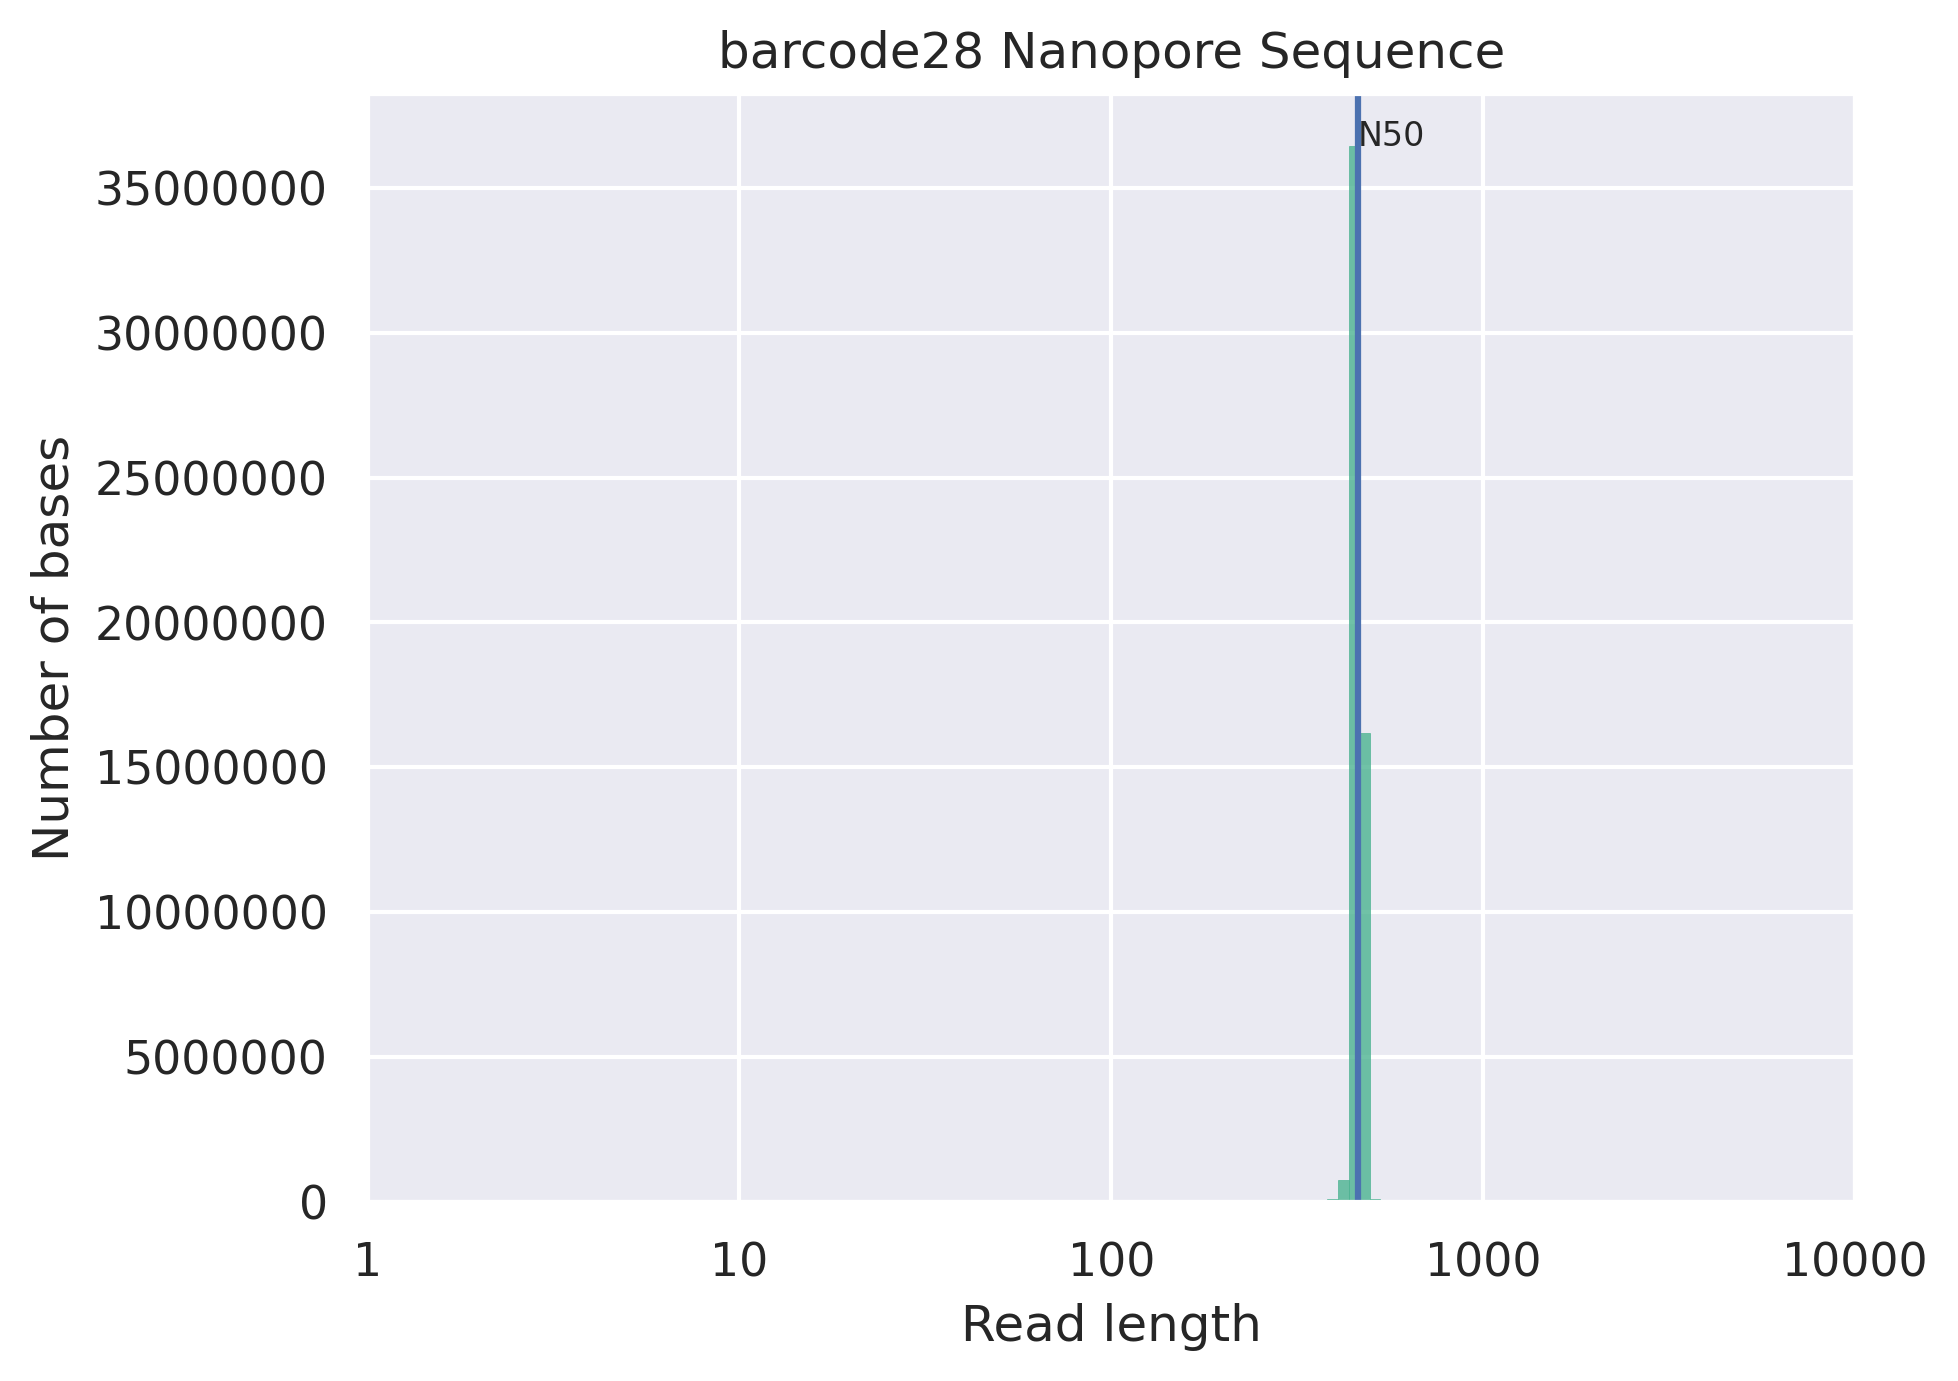 barcode28 Nanopore Sequence
N50
35000000
30000000
25000000
20000000
15000000
10000000
5000000
0
Number of bases
1 10 100 1000 10000
Read length